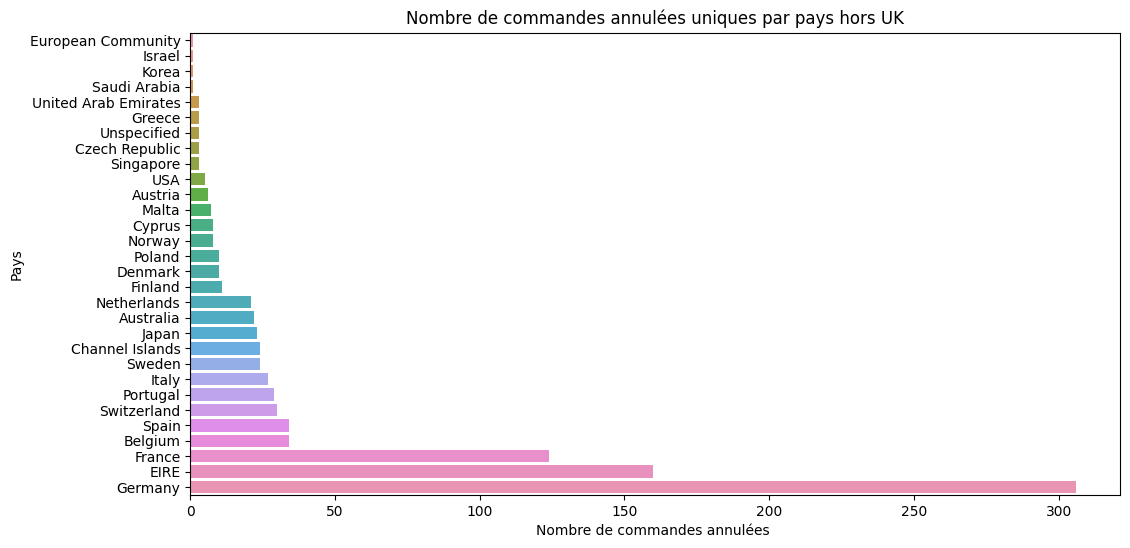 Nombre de commandes annulées uniques par pays hors UK
Pays
European Community
Israel
Korea
Saudi Arabia
United Arab Emirates
Greece
Unspecified
Czech Republic
Singapore
USA
Austria
Malta
Cyprus
Norway
Poland
Denmark
Finland
Netherlands
Australia
Japan
Channel Islands
Sweden
Italy
Portugal
Switzerland
Spain
Belgium
France
EIRE
Germany
0 50 100 150 200 250 300
Nombre de commandes annulées